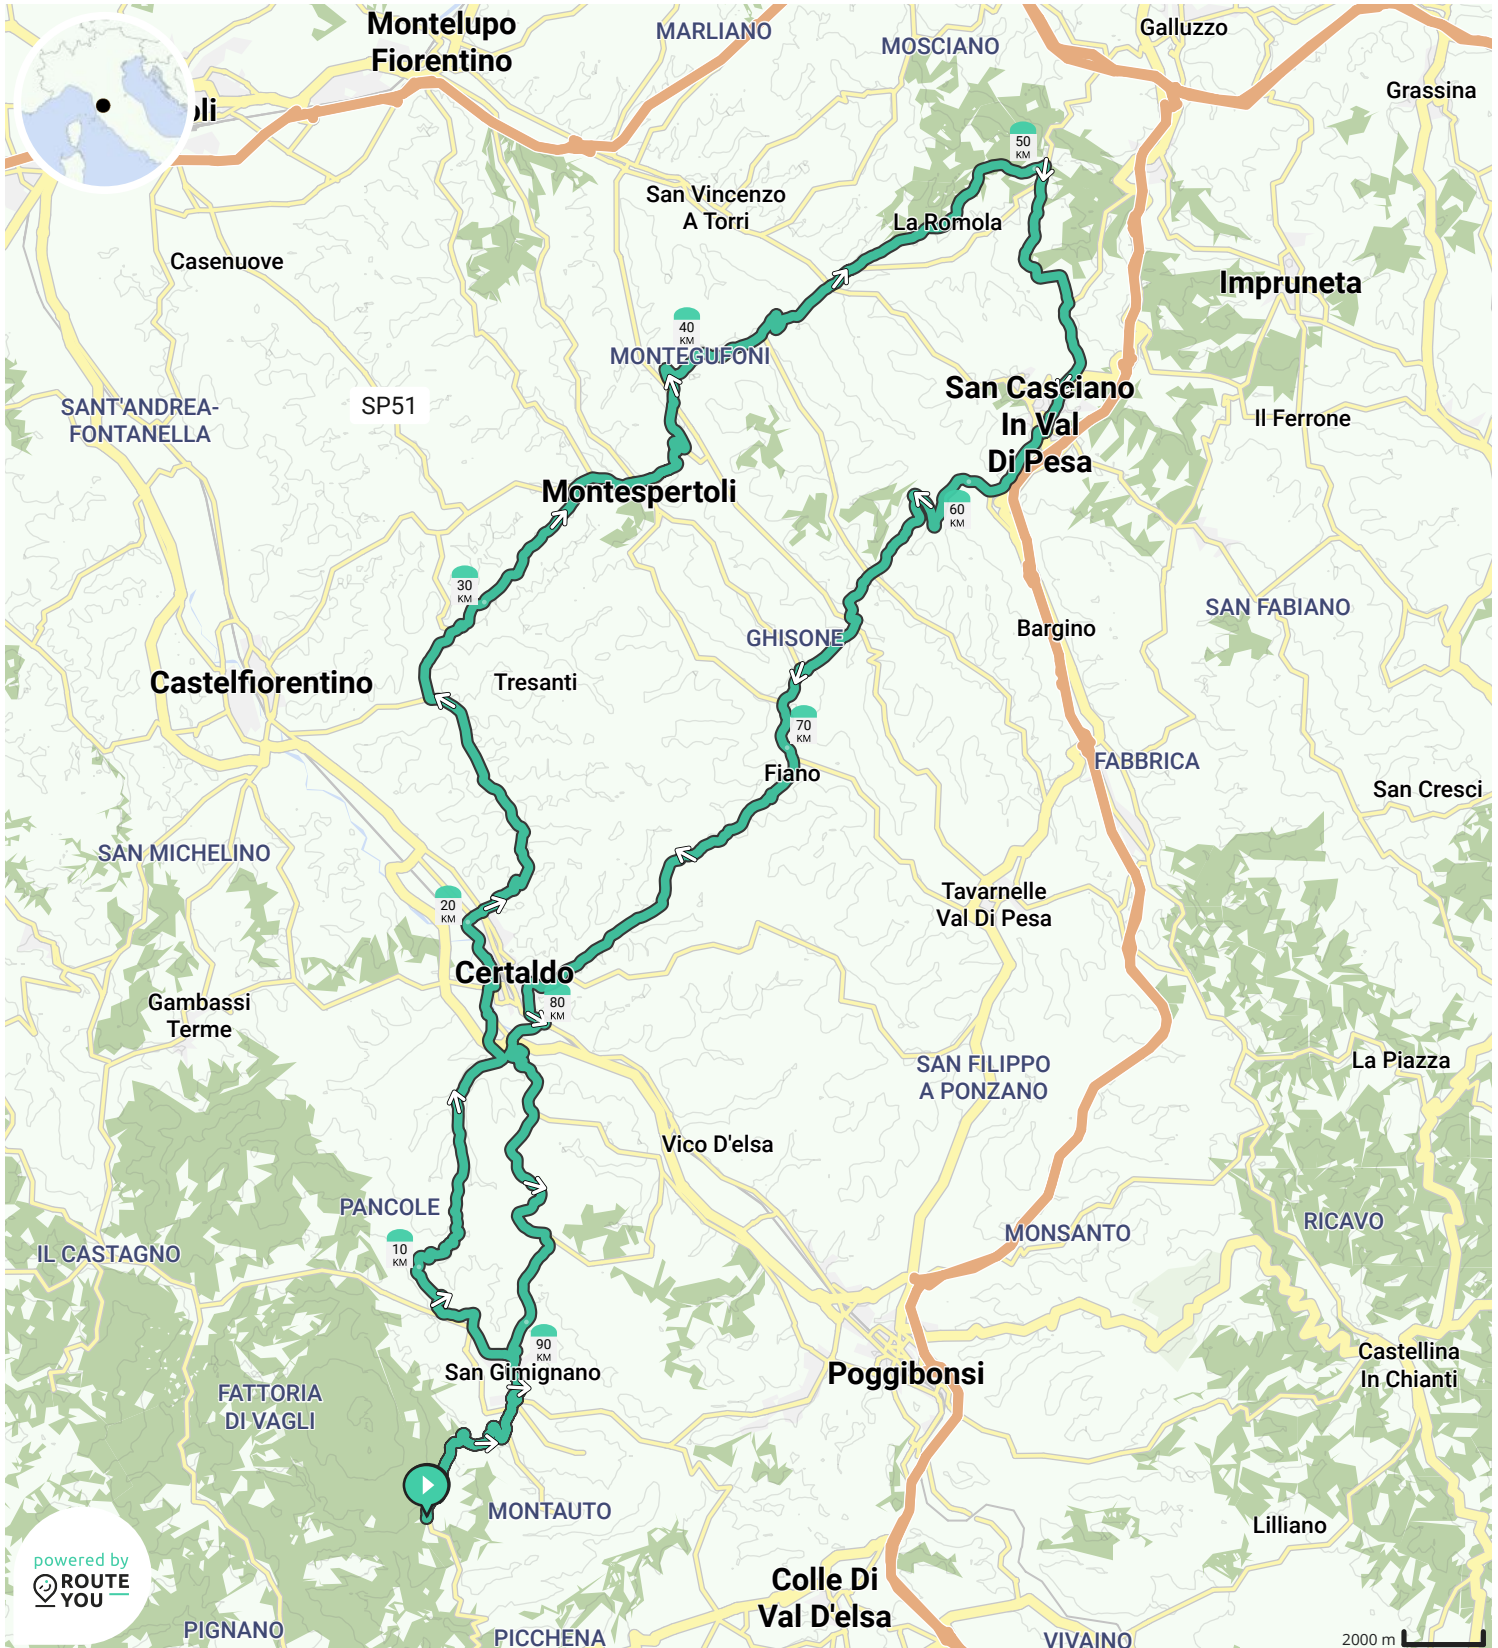 Montelupo
Fiorentino
MARLIANO
MOSCIANO
Galluzzo
Grassina
oli
50
KM
San Vincenzo
A Torri
La Romola
Casenuove
Impruneta
40
KM
MONTEGUFONI
SP51
SANT'ANDREA-
FONTANELLA
San Casciano
In Val
Di Pesa
Il Ferrone
Montespertoli
60
KM
30
KM
SAN FABIANO
Bargino
GHISONE
Castelfiorentino
Tresanti
70
KM
Fiano
FABBRICA
San Cresci
SAN MICHELINO
20
KM
Tavarnelle
Val Di Pesa
Certaldo
80
KM
Gambassi
Terme
SAN FILIPPO
A PONZANO
La Piazza
Vico D'elsa
PANCOLE
RICAVO
MONSANTO
IL CASTAGNO
10
KM
90
KM
San Gimignano
Poggibonsi
Castellina
In Chianti
FATTORIA
DI VAGLI
MONTAUTO
Lilliano
powered by
ROUTE
YOU
Colle Di
Val D'elsa
PIGNANO
PICCHENA
VIVAINO
2000 m